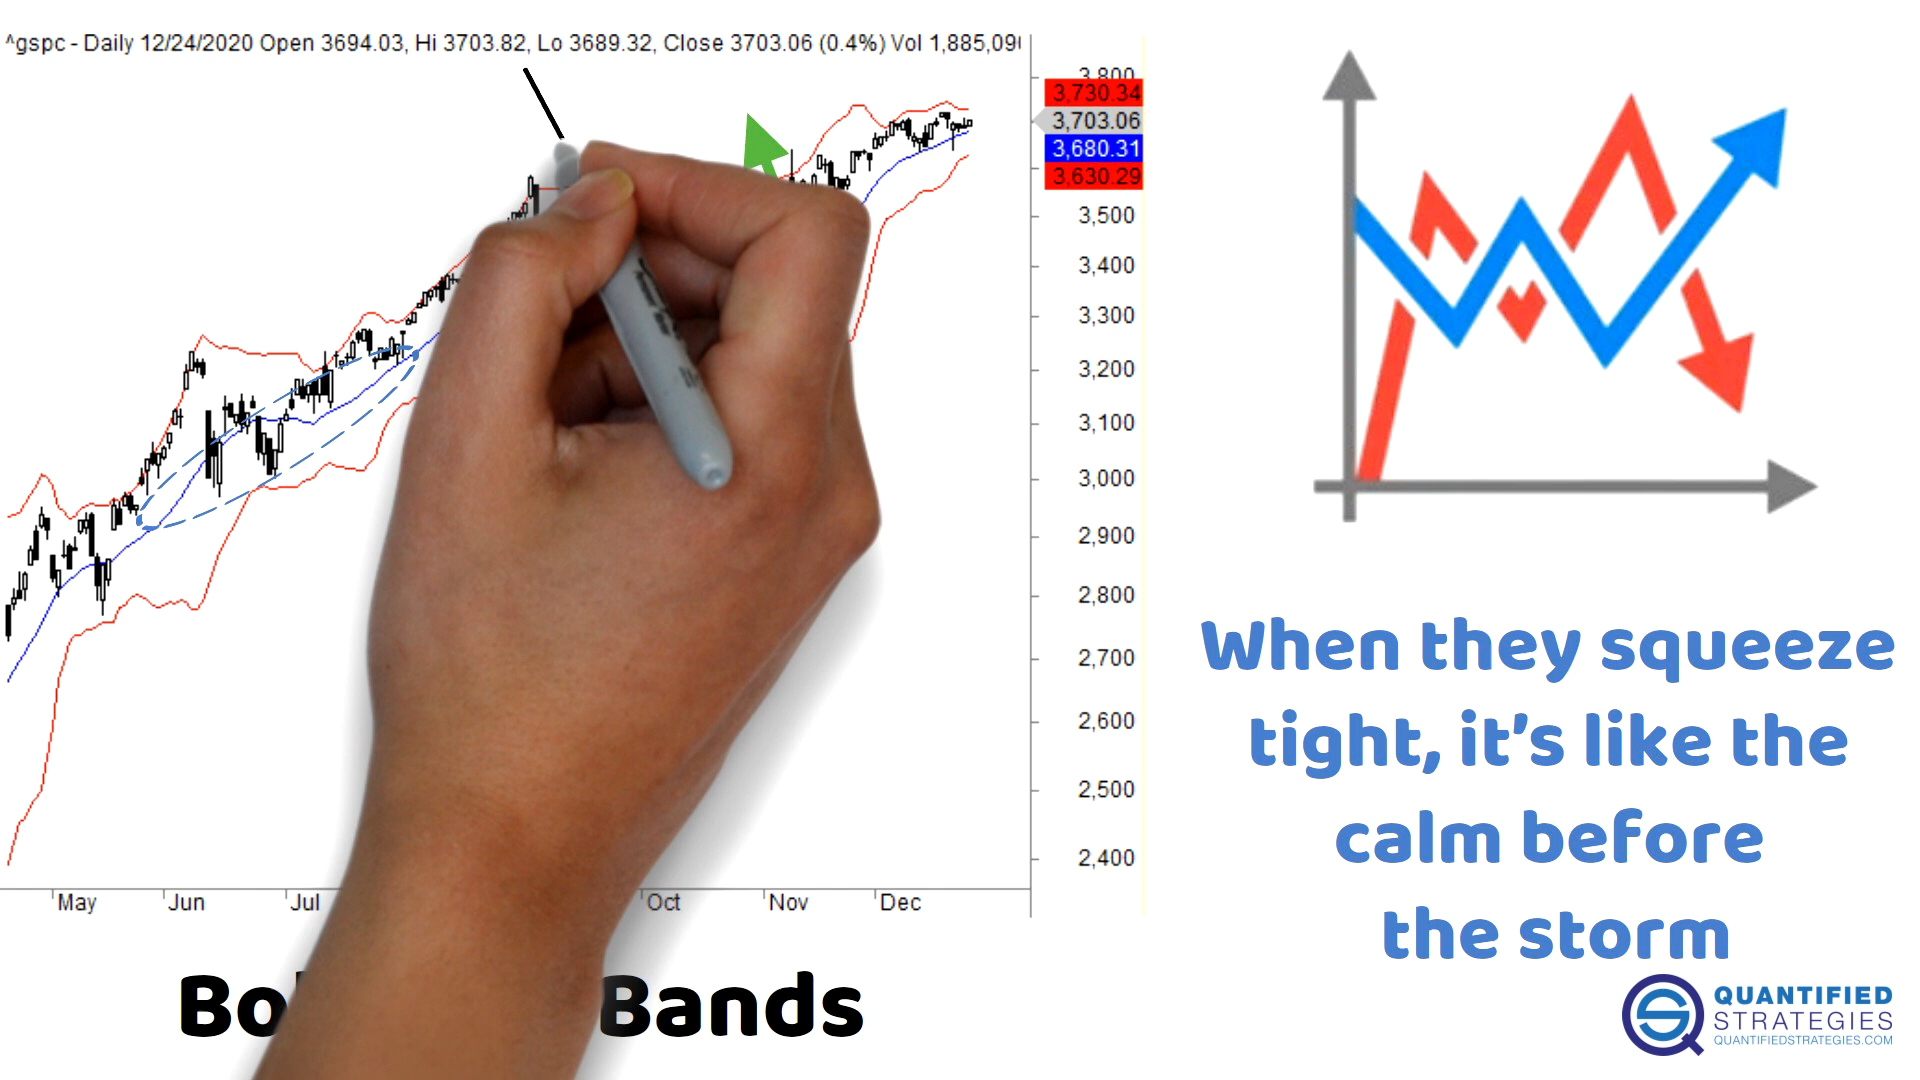 ^gspc - Daily 12/24/2020 Open 3694.03, Hi 3703.82, Lo 3689.32, Close 3703.06 (0.4%) Vol 1,885,09
3,800
3,730.34
3,703.06
3,680.31
3,630.29
3,500
3,400
3,300
3,200
3,100
3,000
2,900
2,800
2,700
2,600
2,500
2,400
May Jun Jul Oct Nov Dec
Bands
When they squeeze
tight, it's like the
calm before
the storm
QUANTIFIED
STRATEGIES
QUANTIFIEDSTRATEGIES.COM